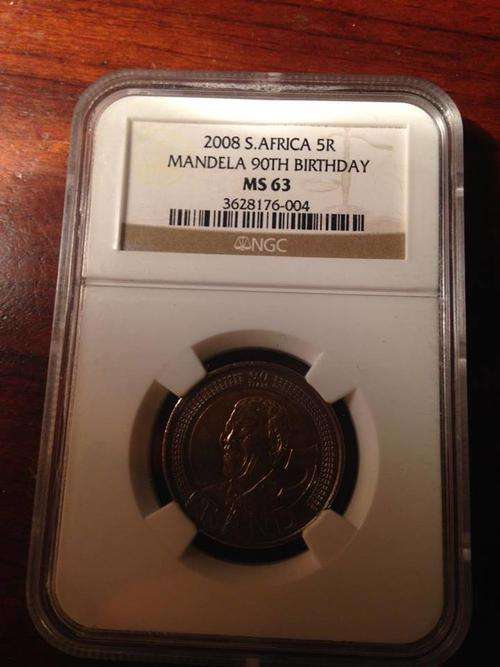 2008 S.AFRICA 5R
MANDELA 90TH BIRTHDAY
MS 63
3628176-004
NGC